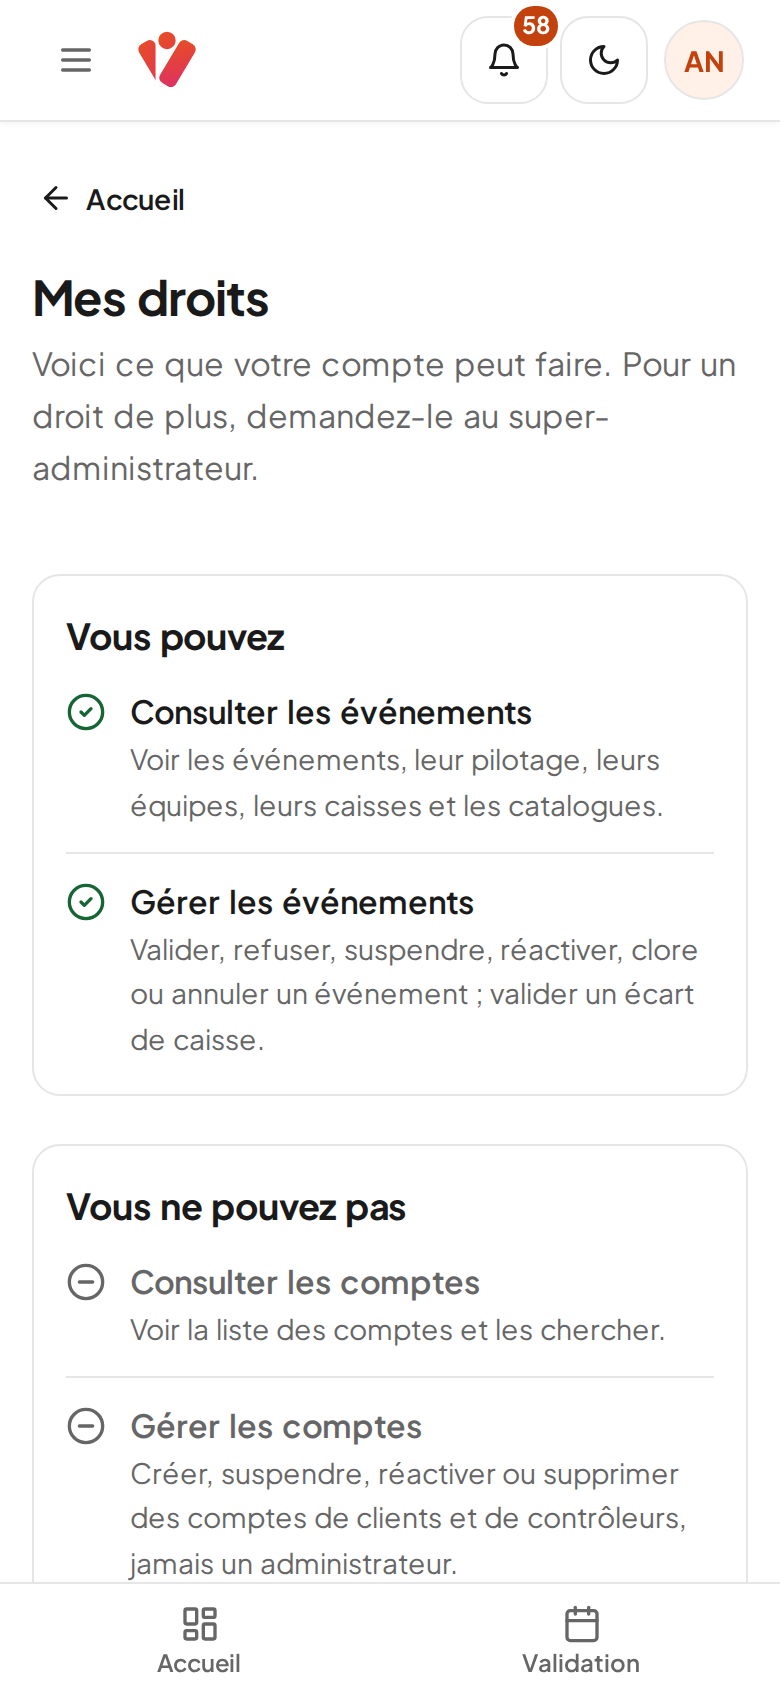 58
AN
Accueil
Mes droits
Voici ce que votre compte peut faire. Pour un
droit de plus, demandez-le au super-
administrateur.
Vous pouvez
Consulter les événements
Voir les événements, leur pilotage, leurs
équipes, leurs caisses et les catalogues.
Gérer les événements
Valider, refuser, suspendre, réactiver, clore
ou annuler un événement ; valider un écart
de caisse.
Vous ne pouvez pas
Consulter les comptes
Voir la liste des comptes et les chercher.
Gérer les comptes
Créer, suspendre, réactiver ou supprimer
des comptes de clients et de contrôleurs,
jamais un administrateur.
Accueil
Validation